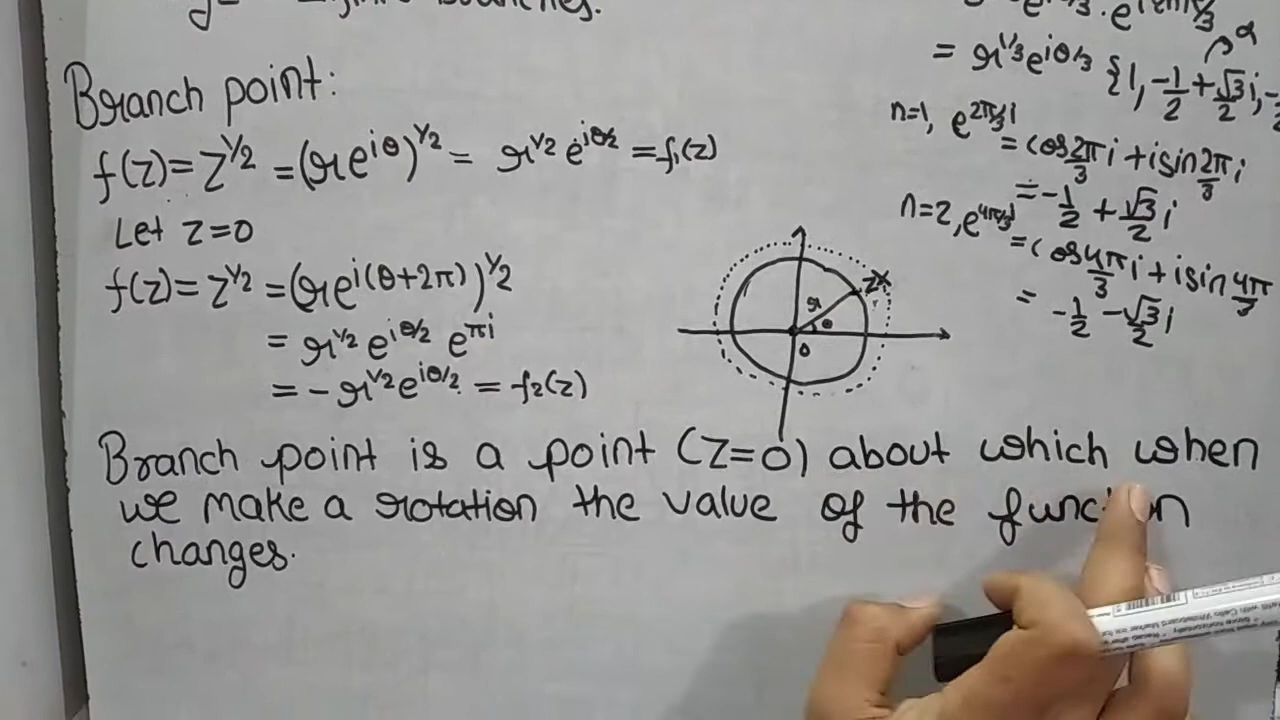 Branch point:
f(z) = z^{1/2} = (re^{iθ})^{1/2} = r^{1/2} e^{iθ/2} = f₁(z)
Let z=0
f(z) = z^{1/2} = (re^{i(θ+2π)})^{1/2}
= r^{1/2} e^{iθ/2} e^{πi}
= -r^{1/2} e^{iθ/2} = f₂(z)
Branch point is a point (z=0) about which when
we make a rotation the value of the function
changes.
= r^{1/3} e^{iθ/3} {1, -1/2 + √3/2 i, -
n=1, e^{2π/3 i}
= cos 2π/3 i + i sin 2π/3 i
= -1/2 + √3/2 i
n=2, e^{4π/3 i}
= cos 4π/3 i + i sin 4π/3
= -1/2 - √3/2 i
z
r
θ
0